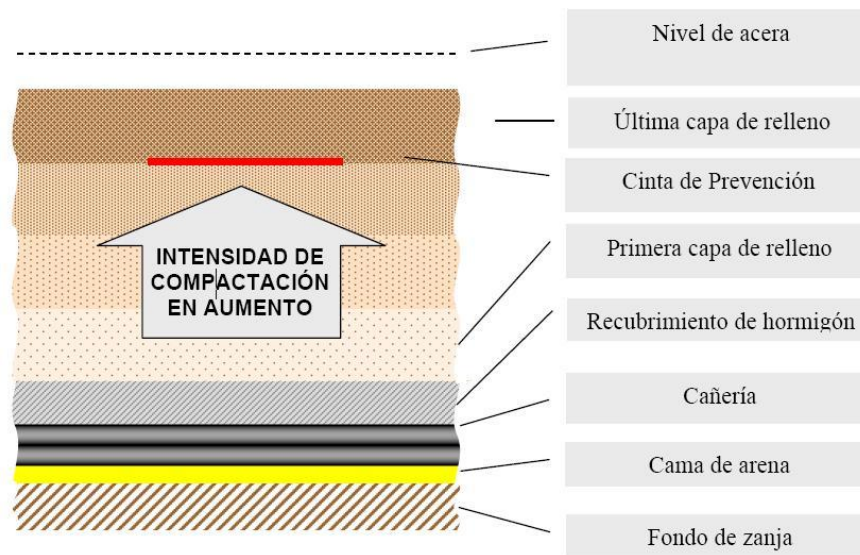 Nivel de acera
Última capa de relleno
Cinta de Prevención
Primera capa de relleno
INTENSIDAD DE
COMPACTACIÓN
EN AUMENTO
Recubrimiento de hormigón
Cañería
Cama de arena
Fondo de zanja